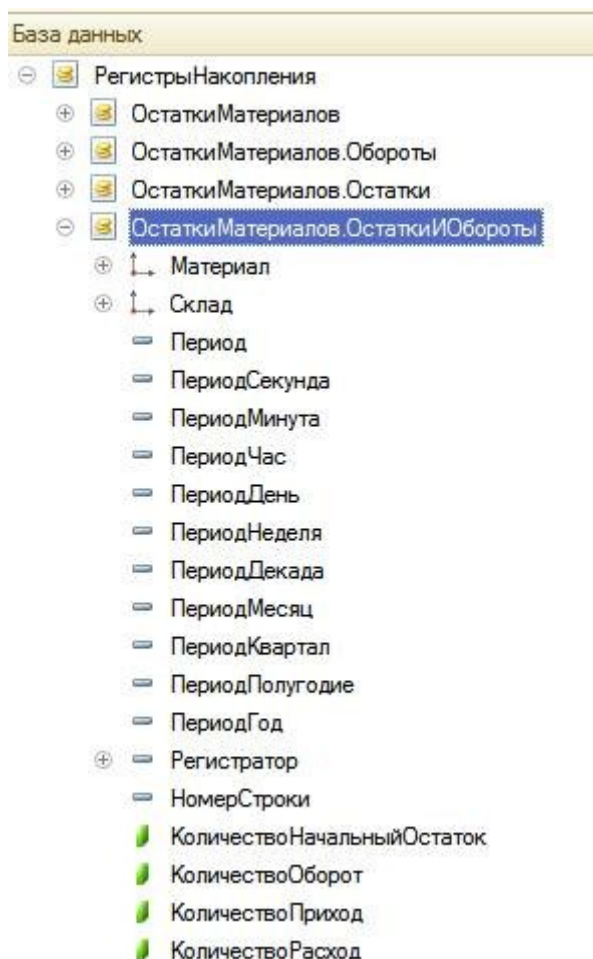 База данных
РегистрыНакопления
ОстаткиМатериалов
ОстаткиМатериалов.Обороты
ОстаткиМатериалов.Остатки
ОстаткиМатериалов.ОстаткиИОбороты
Материал
Склад
Период
ПериодСекунда
ПериодМинута
ПериодЧас
ПериодДень
ПериодНеделя
ПериодДекада
ПериодМесяц
ПериодКвартал
ПериодПолугодие
ПериодГод
Регистратор
НомерСтроки
КоличествоНачальныйОстаток
КоличествоОборот
КоличествоПриход
КоличествоРасход